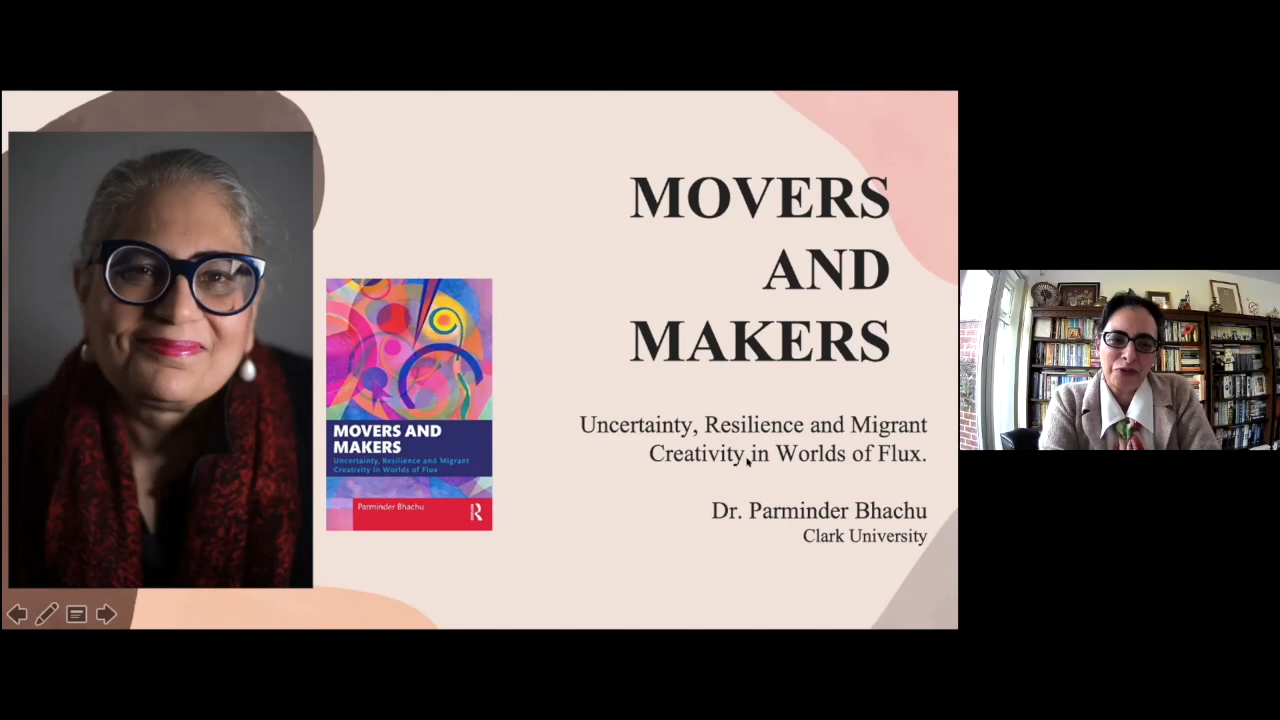 MOVERS
AND
MAKERS
Uncertainty, Resilience and Migrant
Creativity in Worlds of Flux.
Dr. Parminder Bhachu
Clark University
MOVERS AND
MAKERS
Uncertainty, Resilience and Migrant
Creativity in Worlds of Flux
Parminder Bhachu
R